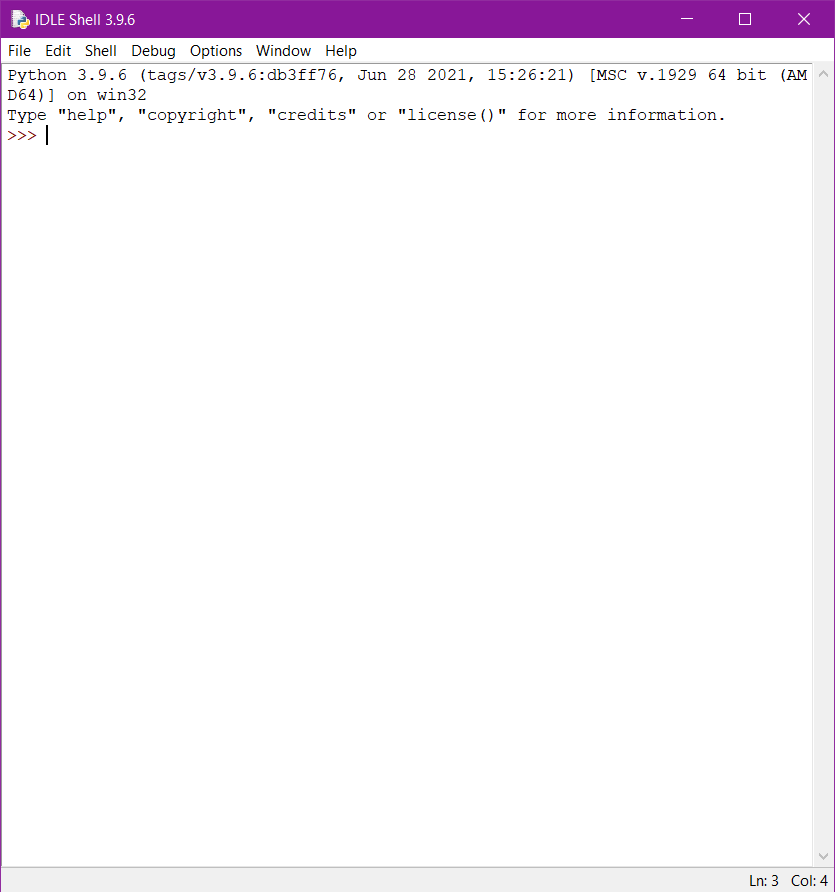 IDLE Shell 3.9.6
File Edit Shell Debug Options Window Help
Python 3.9.6 (tags/v3.9.6:db3ff76, Jun 28 2021, 15:26:21) [MSC v.1929 64 bit (AM
D64)] on win32
Type "help", "copyright", "credits" or "license()" for more information.
>>>
Ln: 3 Col: 4